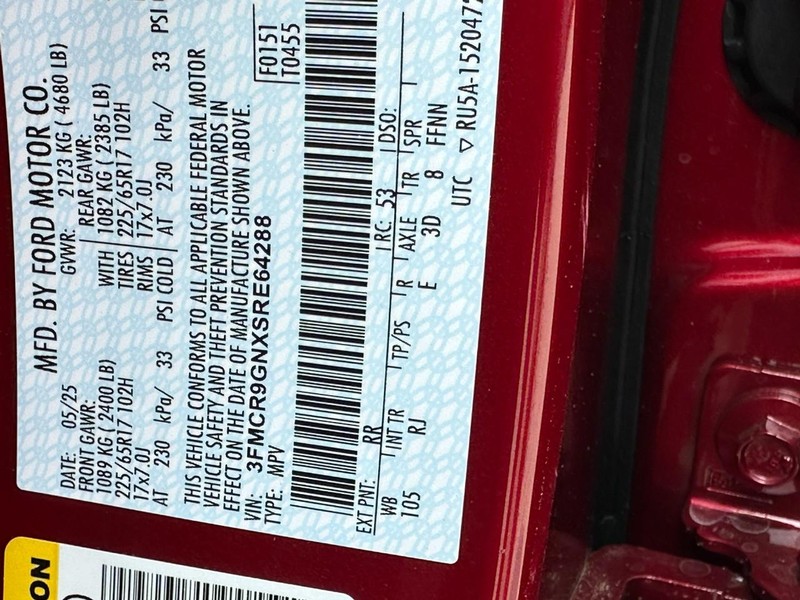 MFD. BY FORD MOTOR CO.
DATE: 05/25 GVWR: 2123 KG ( 4680 LB)
FRONT GAWR: REAR GAWR:
1089 KG ( 2400 LB) WITH 1082 KG ( 2385 LB)
225/65R17 102H TIRES 225/65R17 102H
17x7.0J RIMS 17x7.0J
AT 230 kPa/ 33 PSI COLD AT 230 kPa/ 33 PSI
THIS VEHICLE CONFORMS TO ALL APPLICABLE FEDERAL MOTOR
VEHICLE SAFETY AND THEFT PREVENTION STANDARDS IN
EFFECT ON THE DATE OF MANUFACTURE SHOWN ABOVE.
VIN: 3FMCR9GNXSRE64288
TYPE: MPV
F0151
T0455
EXT PNT: RR RC: 53 DSO:
WB INT TR TP/PS R AXLE TR SPR
105 RJ E 3D 8 FFNN
UTC ▽ RU5A-1520472
ON